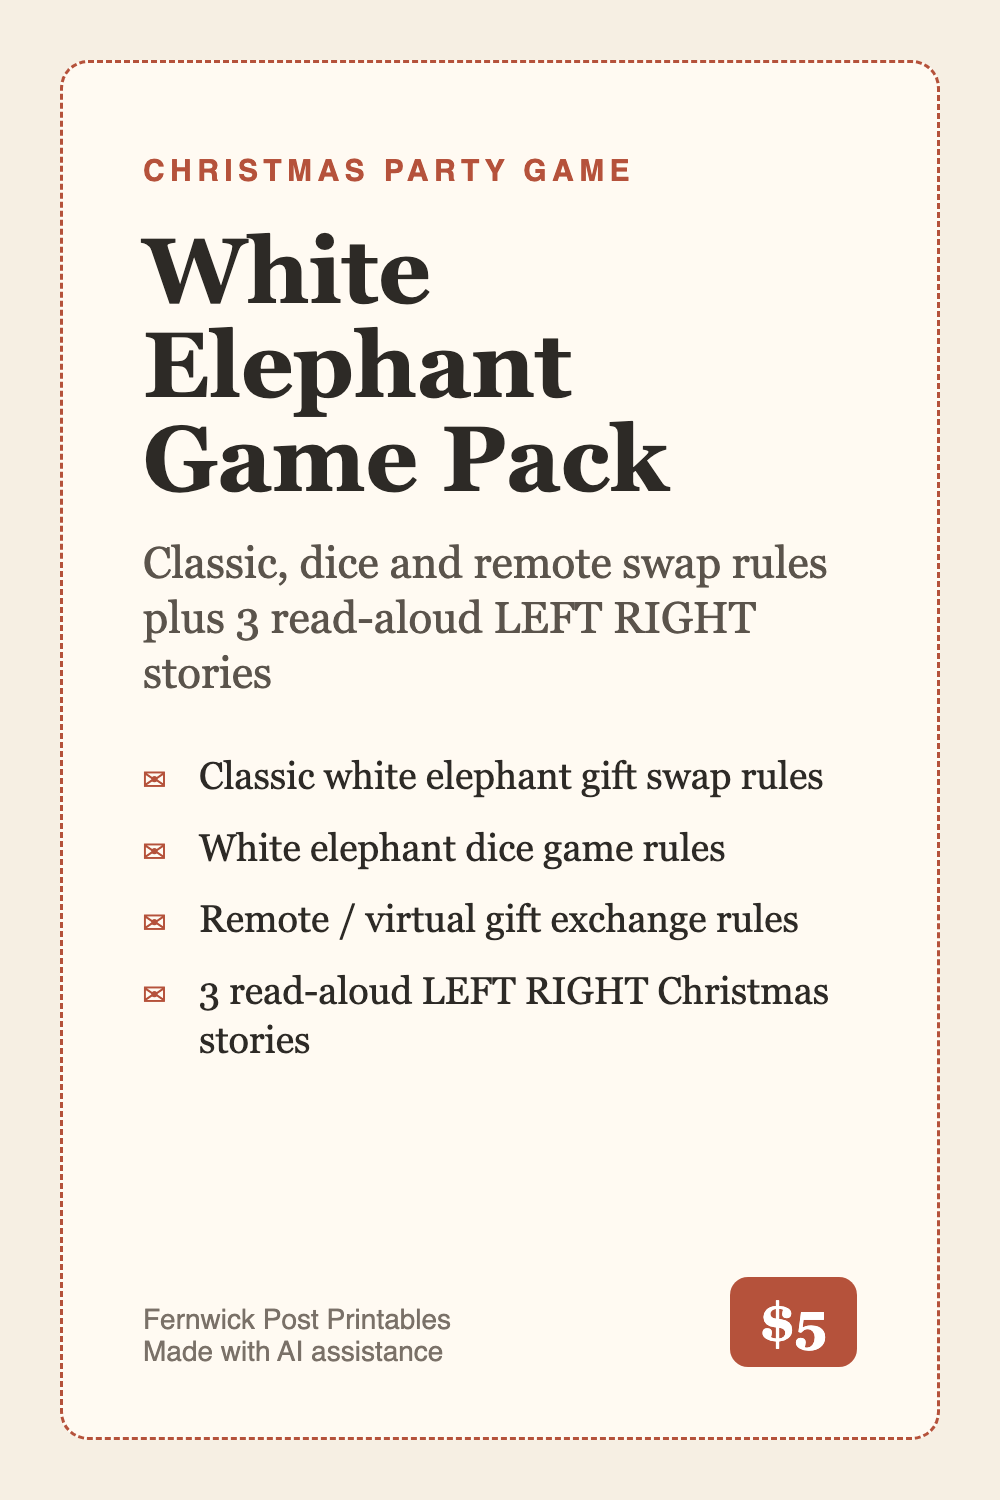 CHRISTMAS PARTY GAME
White
Elephant
Game Pack
Classic, dice and remote swap rules
plus 3 read-aloud LEFT RIGHT
stories
✉ Classic white elephant gift swap rules
✉ White elephant dice game rules
✉ Remote / virtual gift exchange rules
✉ 3 read-aloud LEFT RIGHT Christmas
stories
Fernwick Post Printables
Made with AI assistance
$5